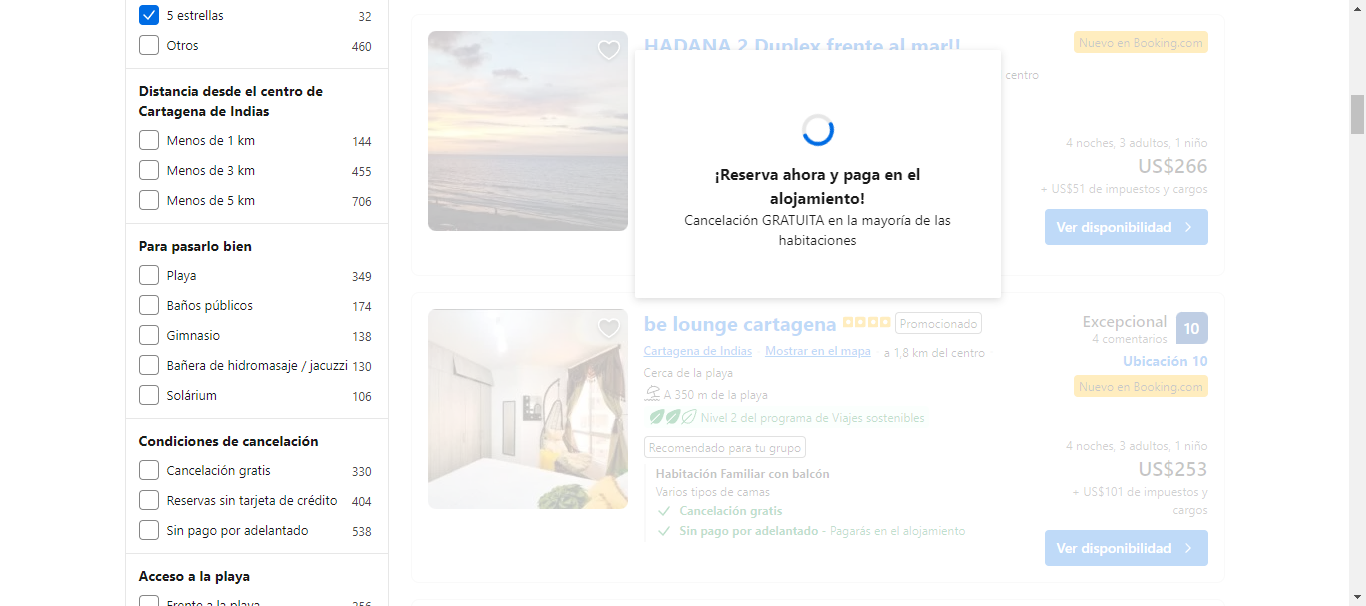 5 estrellas 32
Otros 460
Distancia desde el centro de
Cartagena de Indias
Menos de 1 km 144
Menos de 3 km 455
Menos de 5 km 706
Para pasarlo bien
Playa 349
Baños públicos 174
Gimnasio 138
Bañera de hidromasaje / jacuzzi 130
Solárium 106
Condiciones de cancelación
Cancelación gratis 330
Reservas sin tarjeta de crédito 404
Sin pago por adelantado 538
Acceso a la playa
Frente a la playa 256
HADANA 2 Duplex frente al mar!!
Nuevo en Booking.com
centro
4 noches, 3 adultos, 1 niño
US$266
+ US$51 de impuestos y cargos
Ver disponibilidad
¡Reserva ahora y paga en el
alojamiento!
Cancelación GRATUITA en la mayoría de las
habitaciones
be lounge cartagena Promocionado
Cartagena de Indias Mostrar en el mapa a 1,8 km del centro
Cerca de la playa
A 350 m de la playa
Nivel 2 del programa de Viajes sostenibles
Recomendado para tu grupo
Habitación Familiar con balcón
Varios tipos de camas
Cancelación gratis
Sin pago por adelantado - Pagarás en el alojamiento
Excepcional 10
4 comentarios
Ubicación 10
Nuevo en Booking.com
4 noches, 3 adultos, 1 niño
US$253
+ US$101 de impuestos y
cargos
Ver disponibilidad